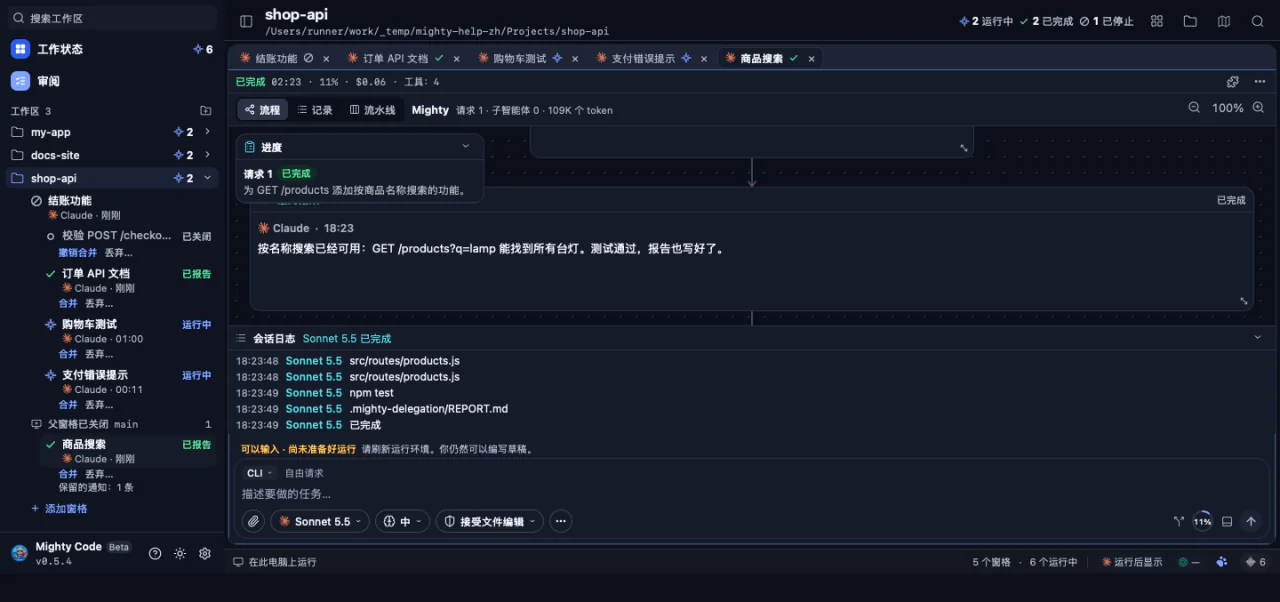 搜索工作区
工作状态 6
审阅
工作区 3
my-app 2
docs-site 2
shop-api 2
结账功能
Claude · 刚刚
校验 POST /checko... 已关闭
撤销合并 丢弃...
订单 API 文档 已报告
Claude · 刚刚
合并 丢弃...
购物车测试 运行中
Claude · 01:00
合并 丢弃...
支付错误提示 运行中
Claude · 00:11
合并 丢弃...
父窗格已关闭 main 1
商品搜索 已报告
Claude · 刚刚
合并 丢弃...
保留的通知：1 条
+ 添加窗格
Mighty Code Beta
v0.5.4
shop-api
/Users/runner/work/_temp/mighty-help-zh/Projects/shop-api
2 运行中 2 已完成 1 已停止
结账功能 订单 API 文档 购物车测试 支付错误提示 商品搜索
已完成 02:23 · 11% · $0.06 · 工具：4
流程 记录 流水线 Mighty 请求 1 · 子智能体 0 · 109K 个 token 100%
进度
请求 1 已完成
为 GET /products 添加按商品名称搜索的功能。
已完成
Claude · 18:23
按名称搜索已经可用：GET /products?q=lamp 能找到所有台灯。测试通过，报告也写好了。
会话日志 Sonnet 5.5 已完成
18:23:48 Sonnet 5.5 src/routes/products.js
18:23:48 Sonnet 5.5 src/routes/products.js
18:23:49 Sonnet 5.5 npm test
18:23:49 Sonnet 5.5 .mighty-delegation/REPORT.md
18:23:49 Sonnet 5.5 已完成
可以输入 · 尚未准备好运行 请刷新运行环境。你仍然可以编写草稿。
CLI 自由请求
描述要做的任务...
Sonnet 5.5 中 接受文件编辑 11%
在此电脑上运行 5 个窗格 · 6 个运行中 运行后显示 — 6